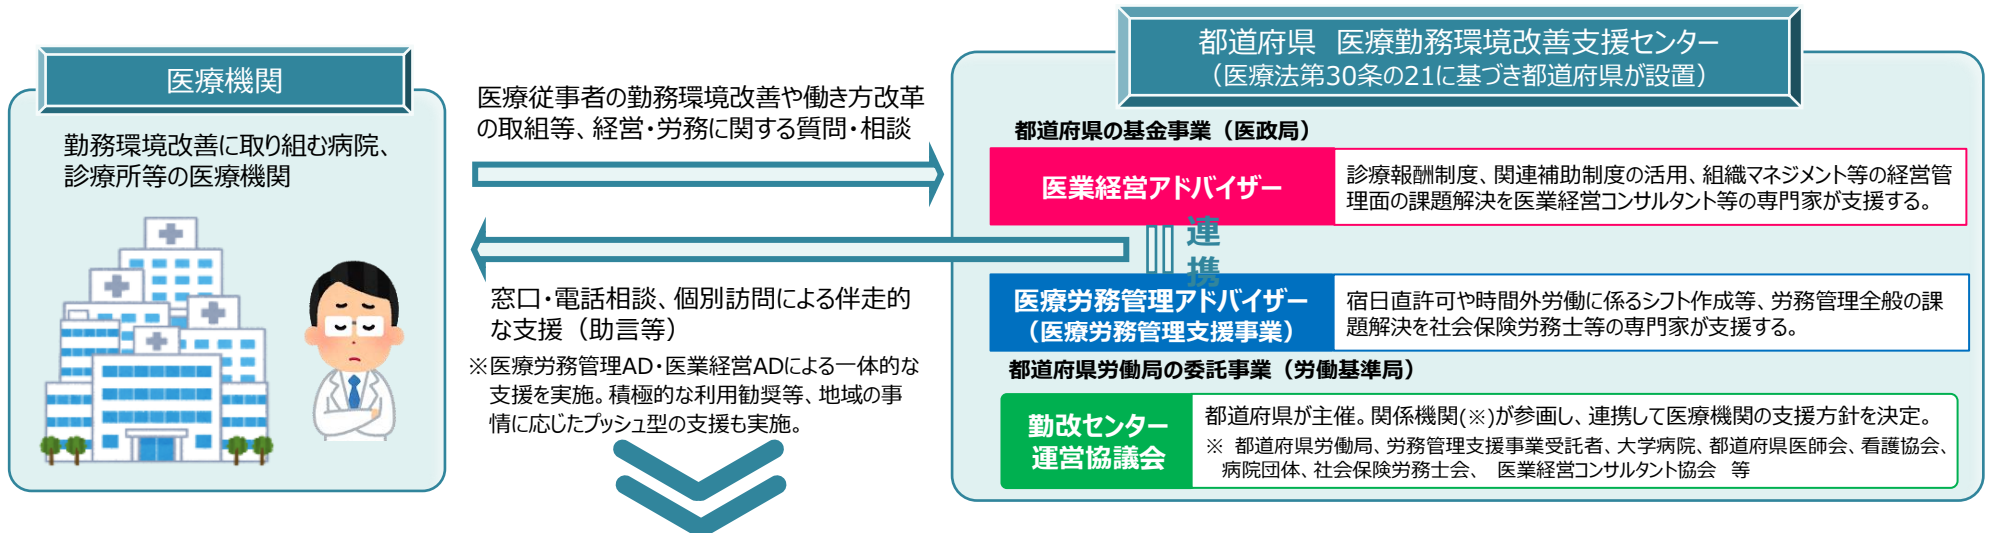 医療機関
勤務環境改善に取り組む病院、
診療所等の医療機関
医療従事者の勤務環境改善や働き方改革
の取組等、経営・労務に関する質問・相談
窓口・電話相談、個別訪問による伴走的
な支援（助言等）
※医療労務管理AD・医業経営ADによる一体的な
支援を実施。積極的な利用勧奨等、地域の事
情に応じたプッシュ型の支援も実施。
都道府県　医療勤務環境改善支援センター
（医療法第30条の21に基づき都道府県が設置）
都道府県の基金事業（医政局）
医業経営アドバイザー
診療報酬制度、関連補助制度の活用、組織マネジメント等の経営管
理面の課題解決を医業経営コンサルタント等の専門家が支援する。
連
携
医療労務管理アドバイザー
（医療労務管理支援事業）
宿日直許可や時間外労働に係るシフト作成等、労務管理全般の課
題解決を社会保険労務士等の専門家が支援する。
都道府県労働局の委託事業（労働基準局）
勤改センター
運営協議会
都道府県が主催。関係機関(※)が参画し、連携して医療機関の支援方針を決定。
※ 都道府県労働局、労務管理支援事業受託者、大学病院、都道府県医師会、看護協会、
病院団体、社会保険労務士会、 医業経営コンサルタント協会　等